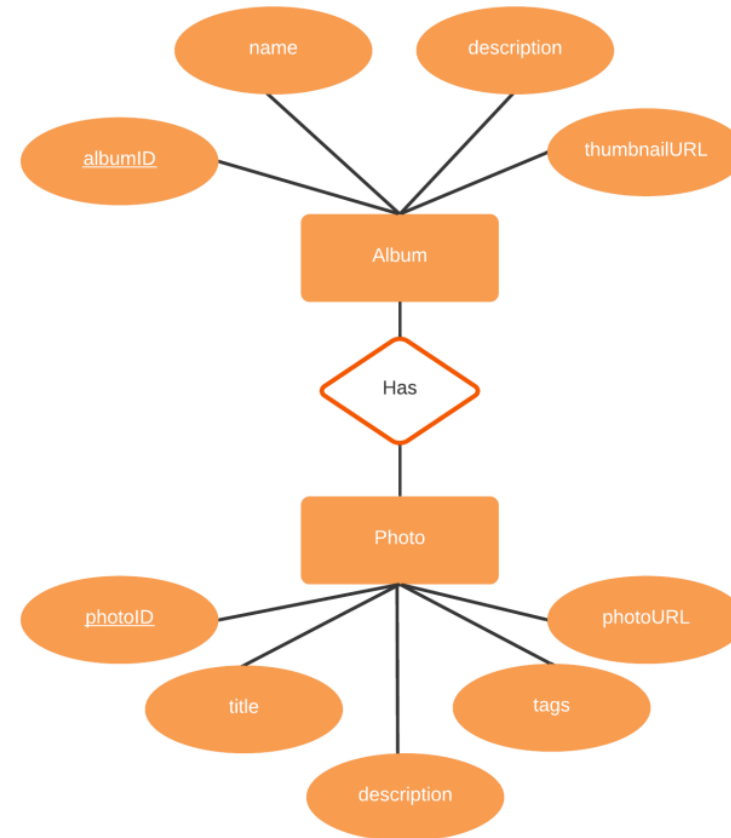 name
description
albumID
thumbnailURL
Album
Has
Photo
photoID
photoURL
title
tags
description